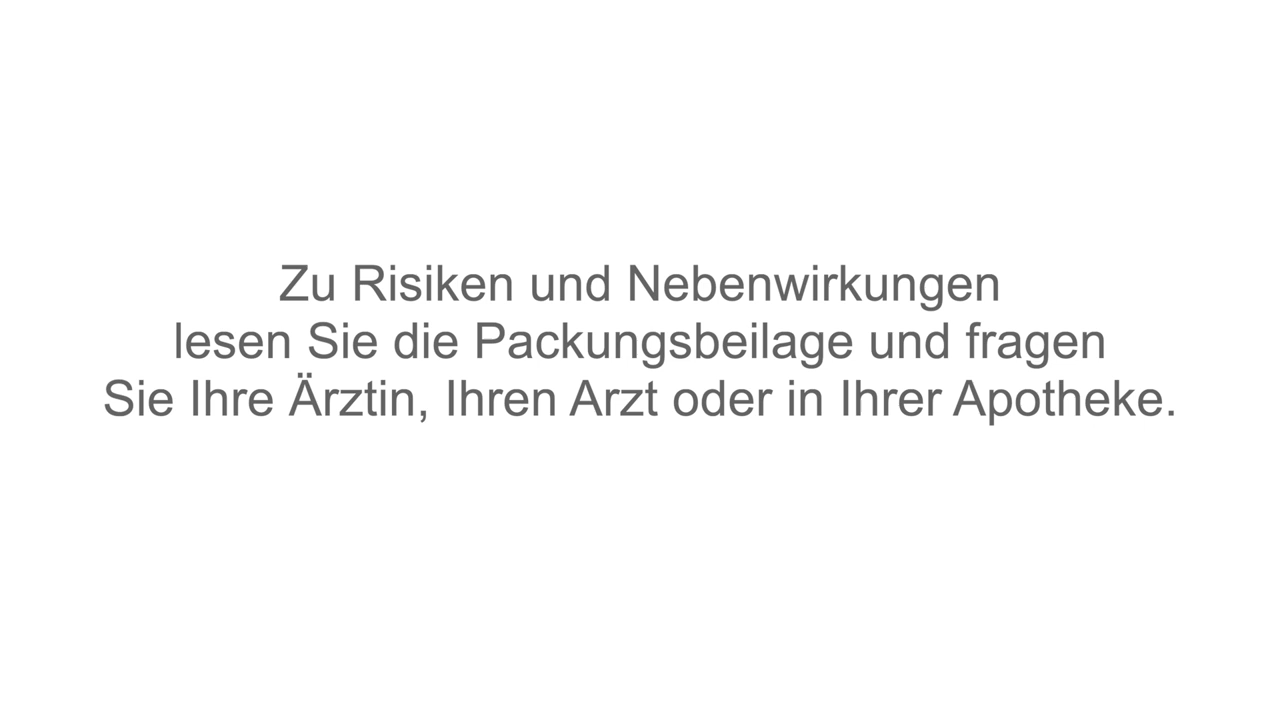 Zu Risiken und Nebenwirkungen
lesen Sie die Packungsbeilage und fragen
Sie Ihre Ärztin, Ihren Arzt oder in Ihrer Apotheke.